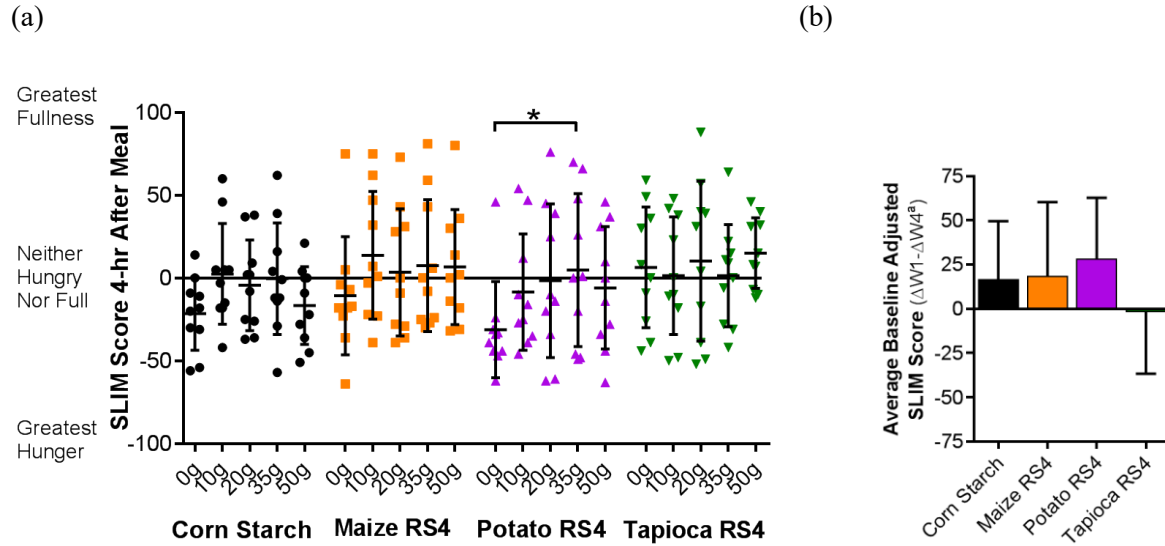 (a)
(b)
Greatest
Fullness
Neither
Hungry
Nor Full
Greatest
Hunger
SLIM Score 4-hr After Meal
100
50
0
-50
-100
*
0g 10g 20g 35g 50g 0g 10g 20g 35g 50g 0g 10g 20g 35g 50g 0g 10g 20g 35g 50g
Corn Starch Maize RS4 Potato RS4 Tapioca RS4
Average Baseline Adjusted
SLIM Score (ΔW1-ΔW4ª)
75
50
25
0
-25
-50
-75
Corn Starch
Maize RS4
Potato RS4
Tapioca RS4